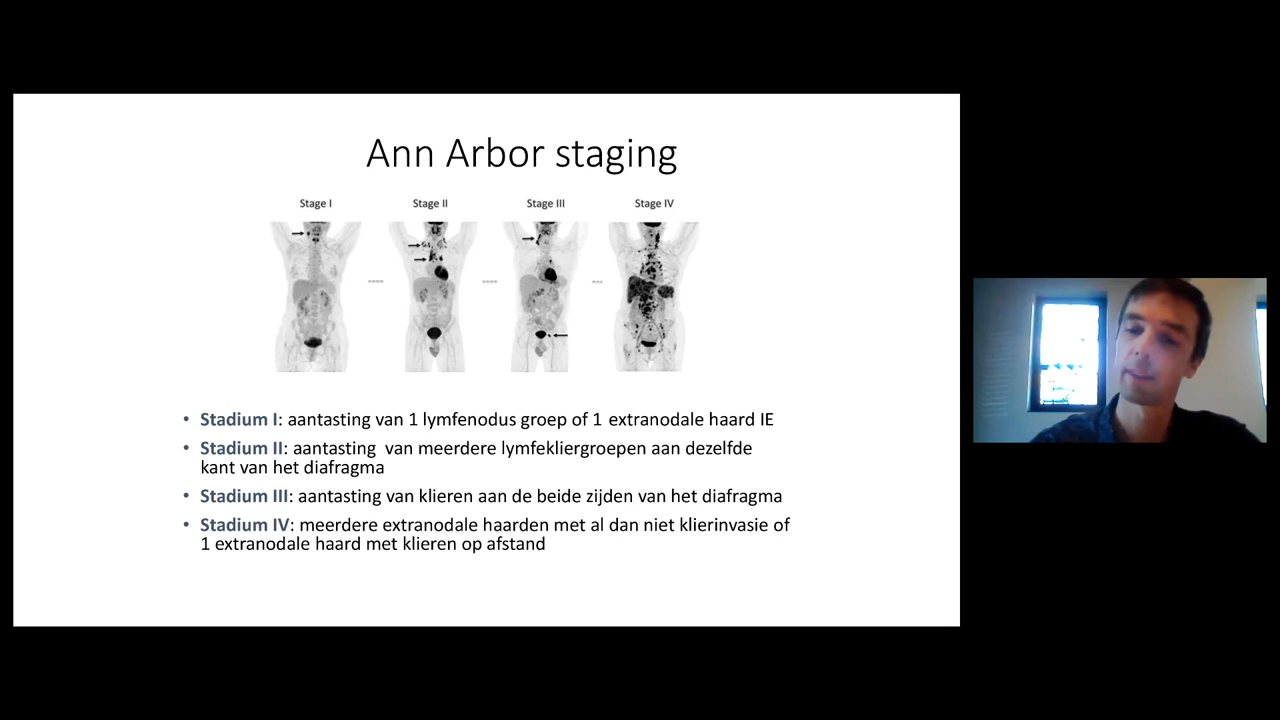 Ann Arbor staging
Stage I
Stage II
Stage III
Stage IV
• Stadium I: aantasting van 1 lymfenodus groep of 1 extranodale haard IE
• Stadium II: aantasting van meerdere lymfekliergroepen aan dezelfde
kant van het diafragma
• Stadium III: aantasting van klieren aan de beide zijden van het diafragma
• Stadium IV: meerdere extranodale haarden met al dan niet klierinvasie of
1 extranodale haard met klieren op afstand